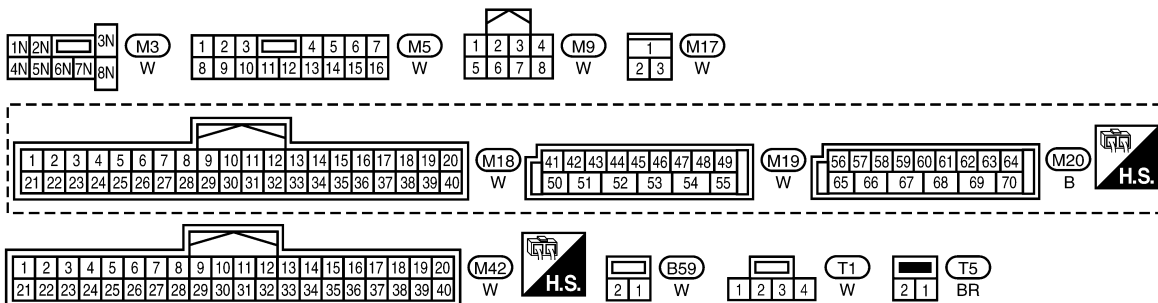 1N 2N 3N M3
4N 5N 6N 7N 8N W
1 2 3 4 5 6 7 M5
8 9 10 11 12 13 14 15 16 W
1 2 3 4 M9
5 6 7 8 W
1 M17
2 3 W
1 2 3 4 5 6 7 8 9 10 11 12 13 14 15 16 17 18 19 20 M18
21 22 23 24 25 26 27 28 29 30 31 32 33 34 35 36 37 38 39 40 W
41 42 43 44 45 46 47 48 49 M19
50 51 52 53 54 55 W
56 57 58 59 60 61 62 63 64 M20
65 66 67 68 69 70 B
H.S.
1 2 3 4 5 6 7 8 9 10 11 12 13 14 15 16 17 18 19 20 M42
21 22 23 24 25 26 27 28 29 30 31 32 33 34 35 36 37 38 39 40 W
H.S.
B59
2 1 W
T1
1 2 3 4 W
T5
2 1 BR